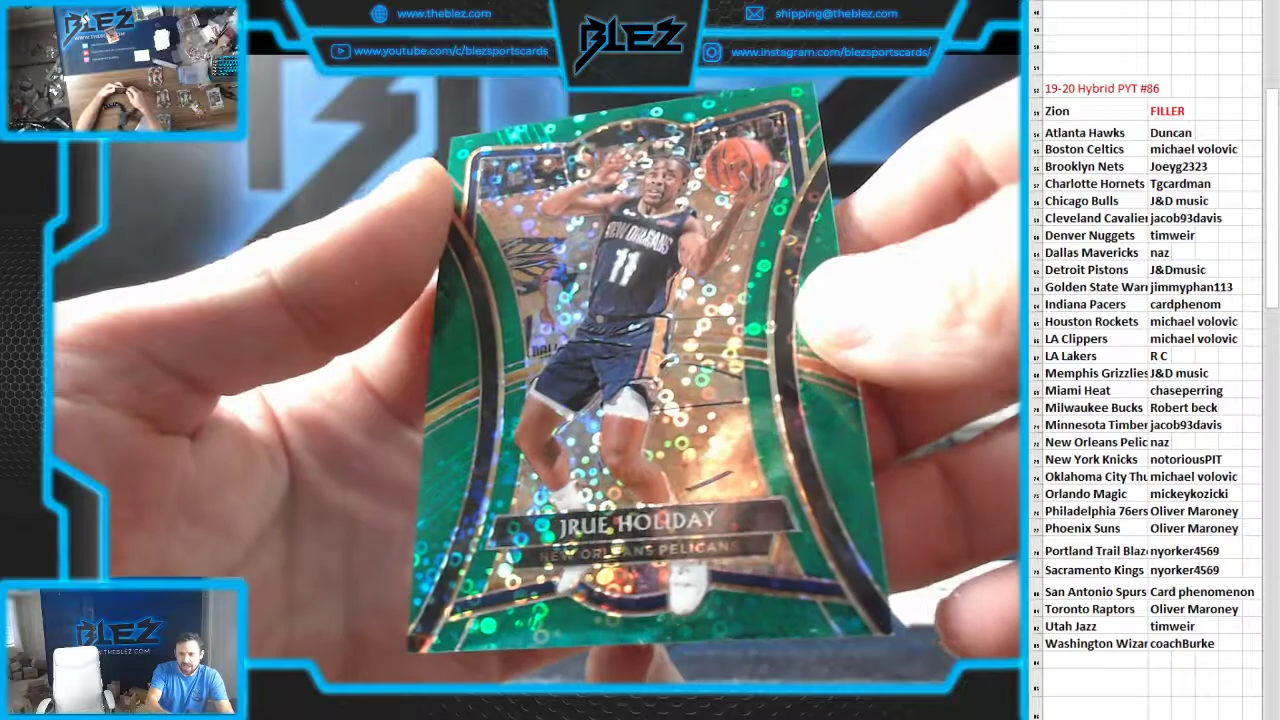 BLEZ
www.theblez.com
www.youtube.com/c/blezsportscards
BLEZ
shipping@theblez.com
www.instagram.com/blezsportscards/
NEW ORLEANS
11
JRUE HOLIDAY
NEW ORLEANS PELICANS
BLEZ
WWW.THEBLEZ.COM
19-20 Hybrid PYT #86
Zion FILLER
Atlanta Hawks Duncan
Boston Celtics michael volovic
Brooklyn Nets Joeyg2323
Charlotte Hornets Tgcardman
Chicago Bulls J&D music
Cleveland Cavalier jacob93davis
Denver Nuggets timweir
Dallas Mavericks naz
Detroit Pistons J&Dmusic
Golden State Warr jimmyphan113
Indiana Pacers cardphenom
Houston Rockets michael volovic
LA Clippers michael volovic
LA Lakers R C
Memphis Grizzlies J&D music
Miami Heat chaseperring
Milwaukee Bucks Robert beck
Minnesota Timber jacob93davis
New Orleans Pelic naz
New York Knicks notoriousPIT
Oklahoma City Thu michael volovic
Orlando Magic mickeykozicki
Philadelphia 76ers Oliver Maroney
Phoenix Suns Oliver Maroney
Portland Trail Blaz nyorker4569
Sacramento Kings nyorker4569
San Antonio Spurs Card phenomenon
Toronto Raptors Oliver Maroney
Utah Jazz timweir
Washington Wizar coachBurke